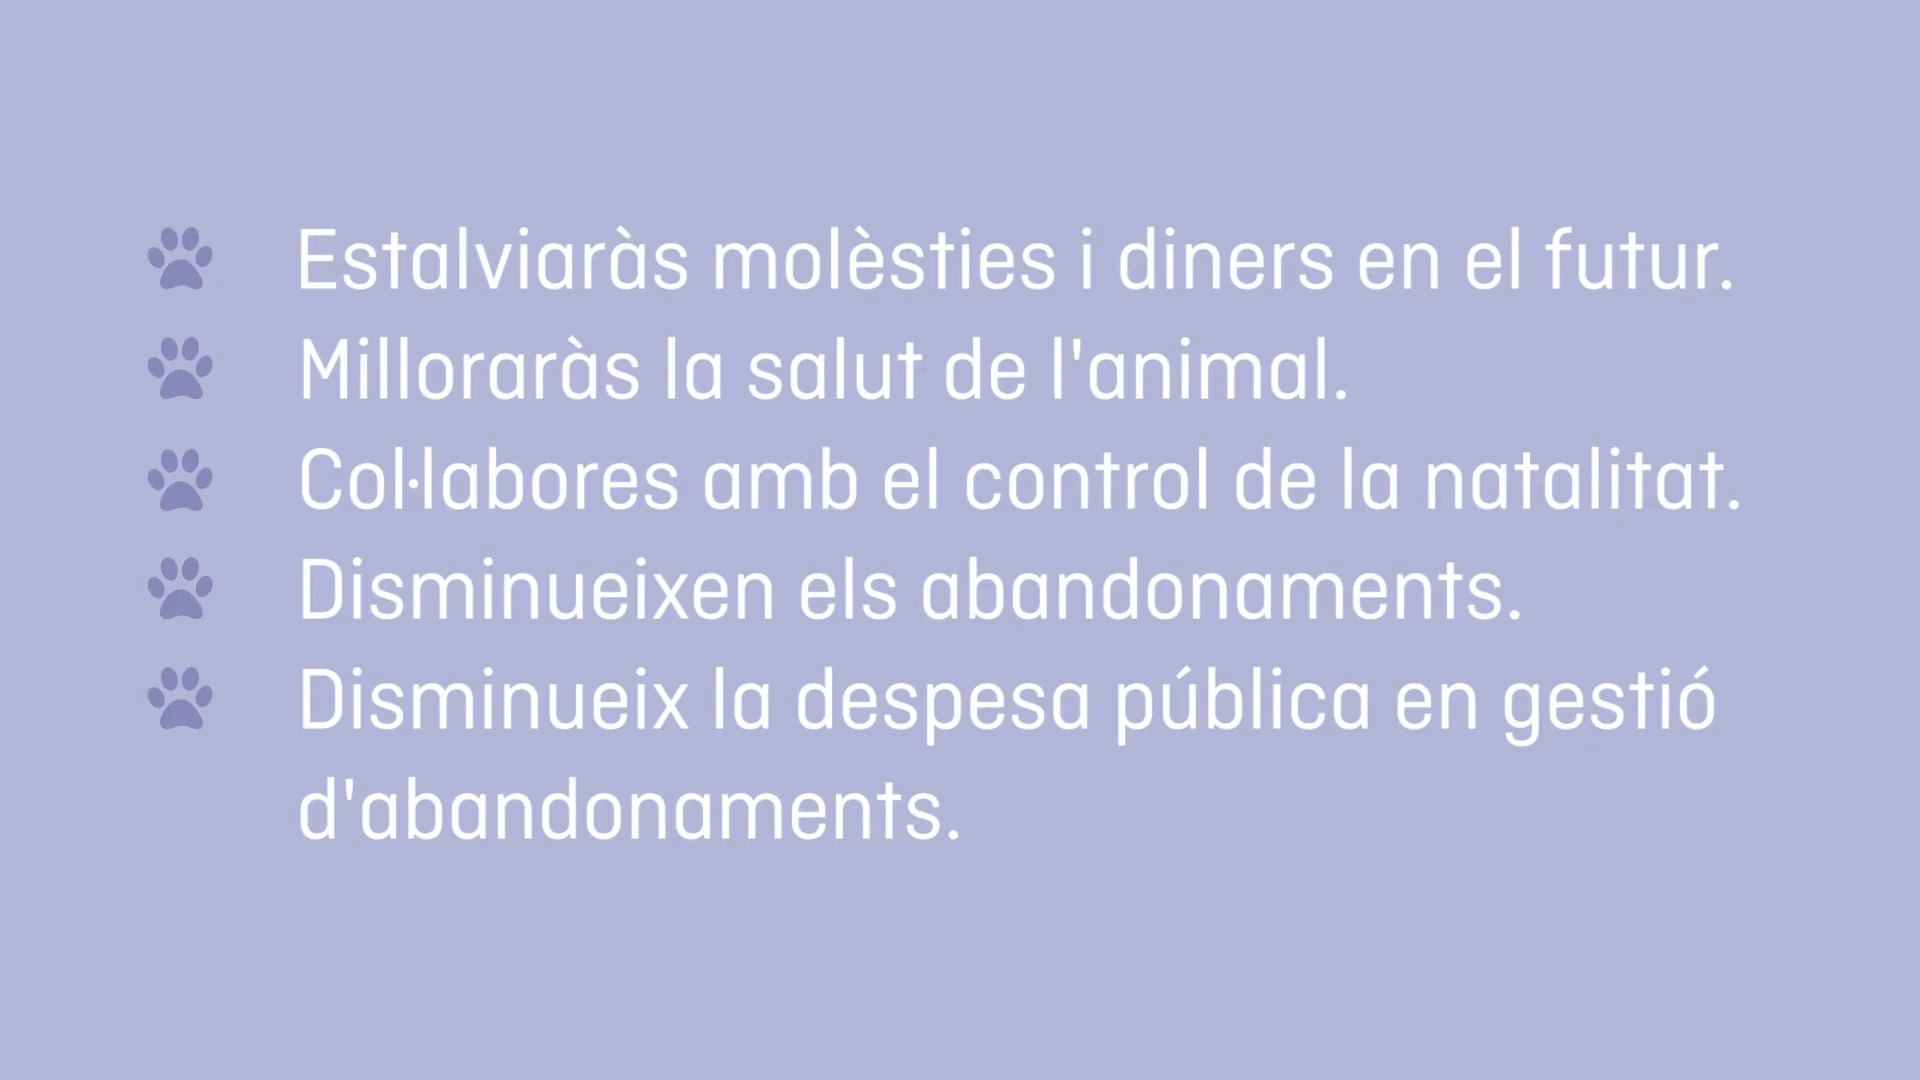 Estalviaràs molèsties i diners en el futur.
Milloraràs la salut de l'animal.
Col·labores amb el control de la natalitat.
Disminueixen els abandonaments.
Disminueix la despesa pública en gestió
d'abandonaments.